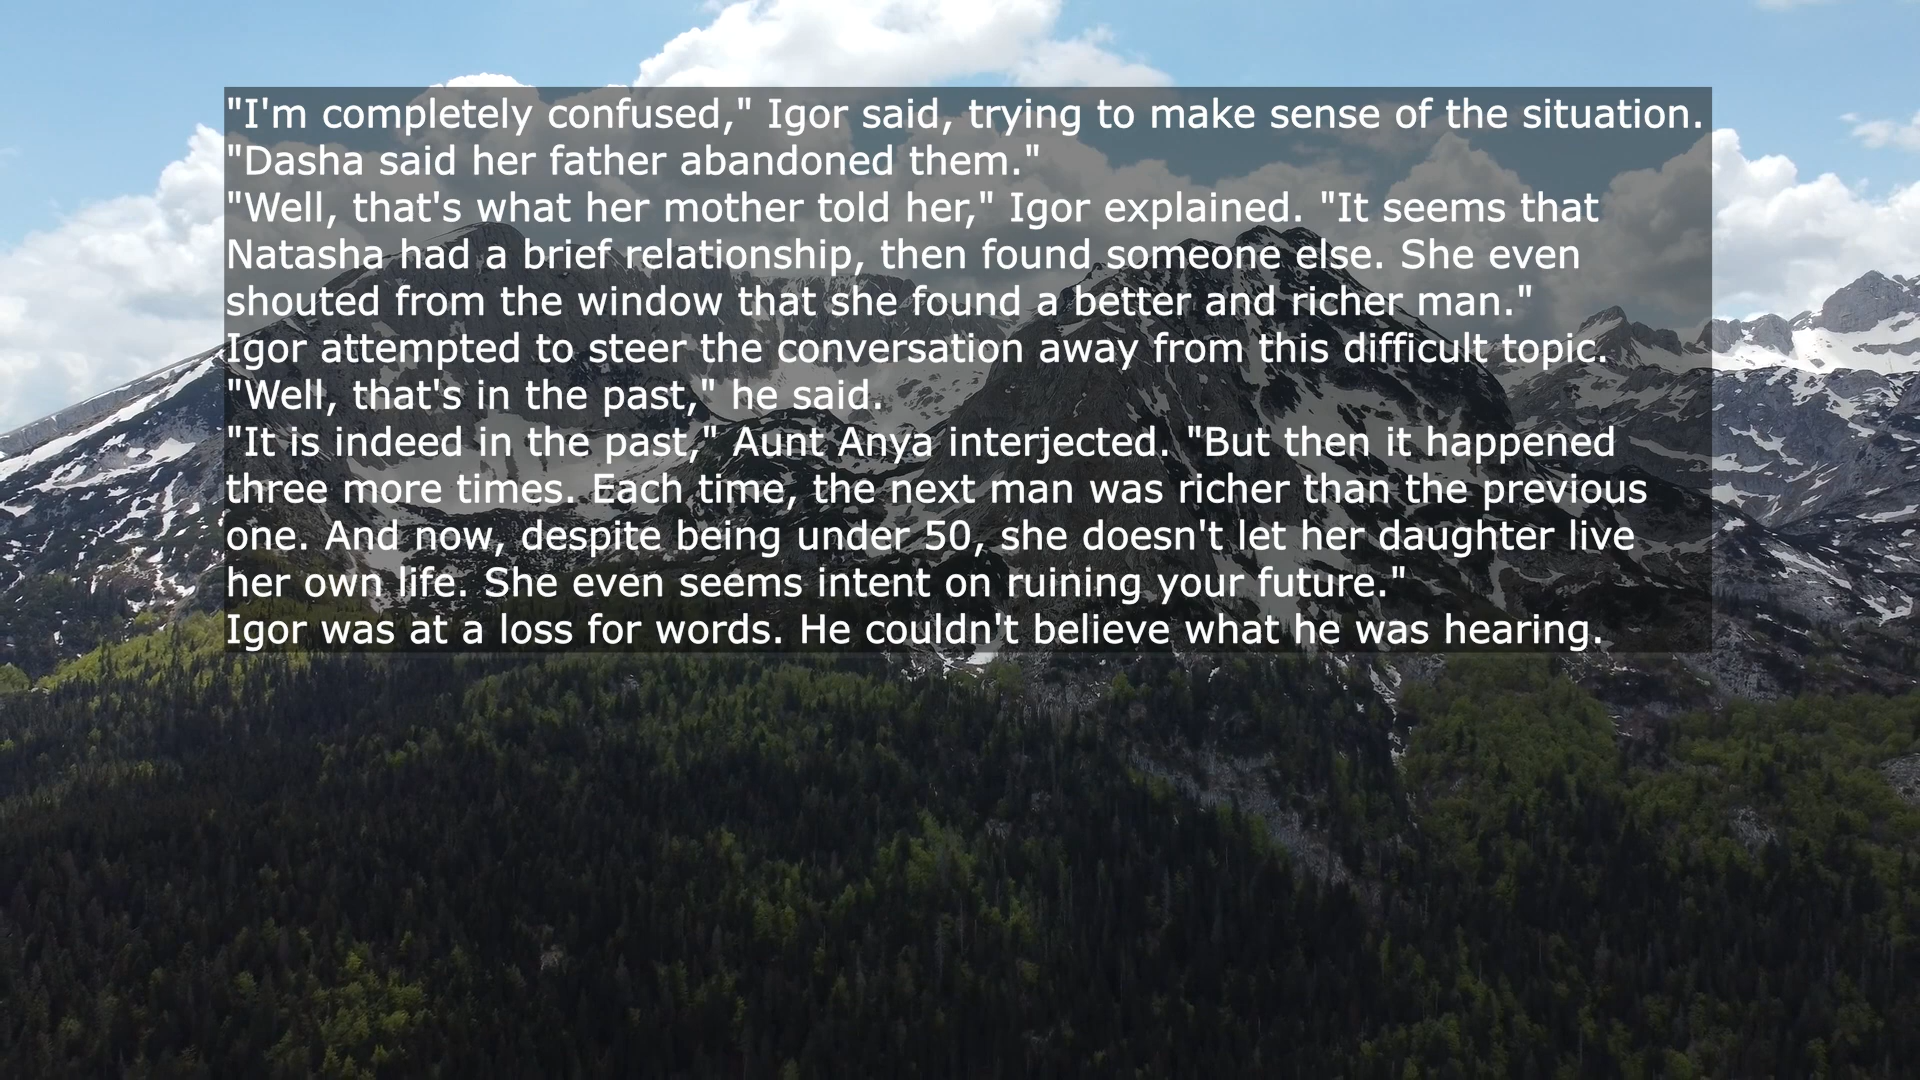 "I'm completely confused," Igor said, trying to make sense of the situation.
"Dasha said her father abandoned them."
"Well, that's what her mother told her," Igor explained. "It seems that
Natasha had a brief relationship, then found someone else. She even
shouted from the window that she found a better and richer man."
Igor attempted to steer the conversation away from this difficult topic.
"Well, that's in the past," he said.
"It is indeed in the past," Aunt Anya interjected. "But then it happened
three more times. Each time, the next man was richer than the previous
one. And now, despite being under 50, she doesn't let her daughter live
her own life. She even seems intent on ruining your future."
Igor was at a loss for words. He couldn't believe what he was hearing.